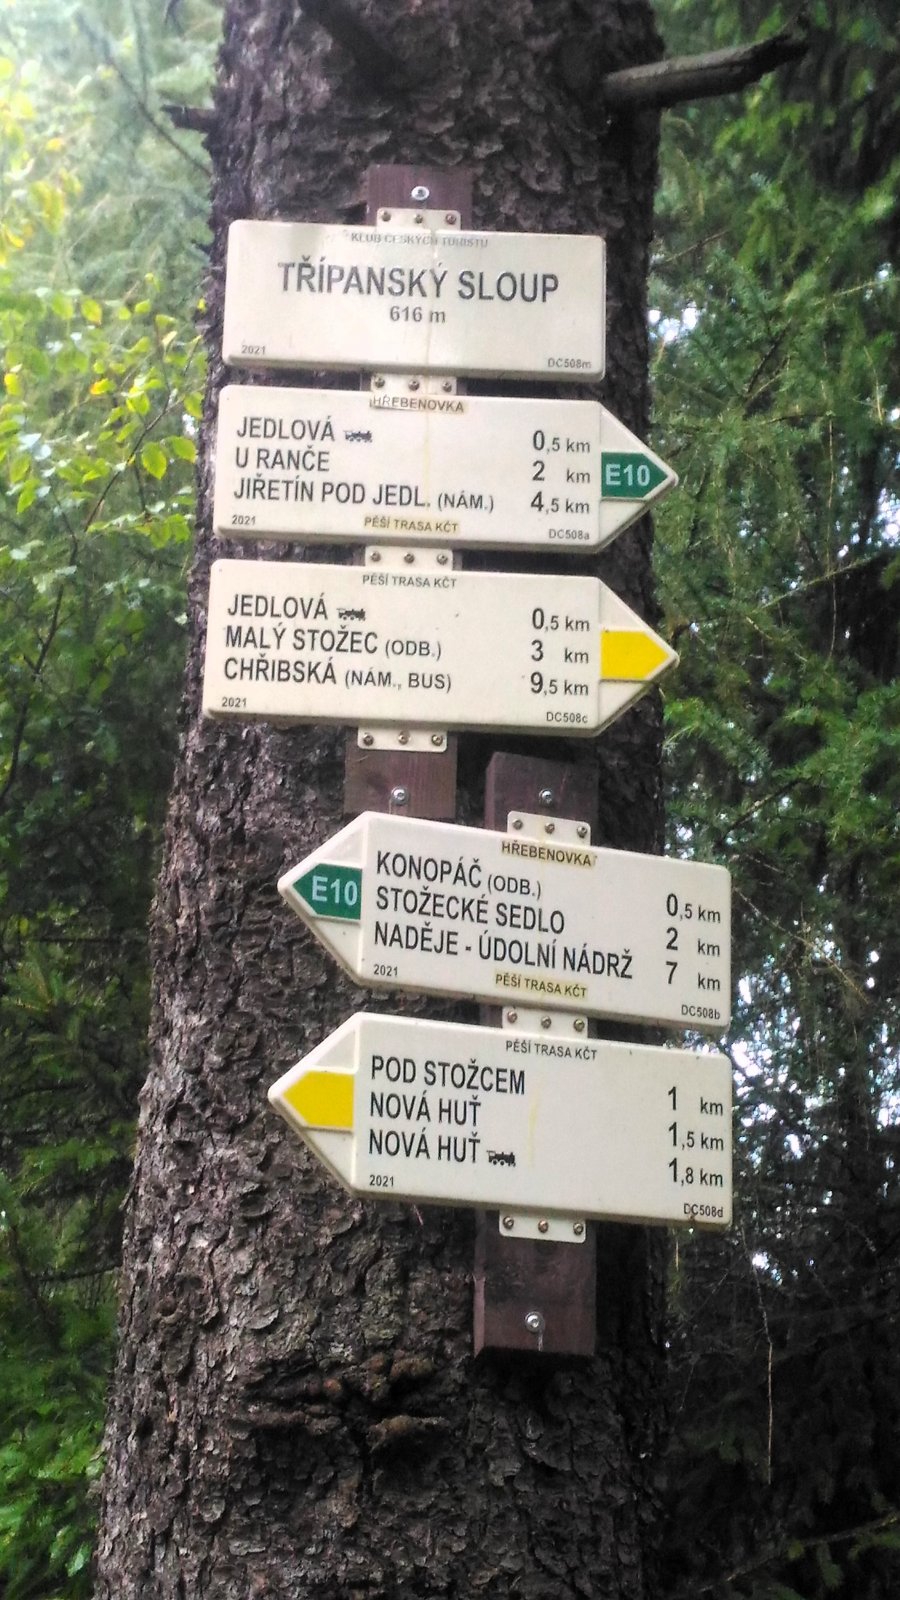 KLUB ČESKÝCH TURISTŮ
TŘÍPANSKÝ SLOUP
616 m
2021 DC508m
HŘEBENOVKA
JEDLOVÁ 0,5 km
U RANČE 2 km
JIŘETÍN POD JEDL. (NÁM.) 4,5 km
E10
2021 PĚŠÍ TRASA KČT DC508a
PĚŠÍ TRASA KČT
JEDLOVÁ 0,5 km
MALÝ STOŽEC (ODB.) 3 km
CHŘIBSKÁ (NÁM., BUS) 9,5 km
2021 DC508c
HŘEBENOVKA
E10
KONOPÁČ (ODB.) 0,5 km
STOŽECKÉ SEDLO 2 km
NADĚJE - ÚDOLNÍ NÁDRŽ 7 km
2021 PĚŠÍ TRASA KČT DC508b
PĚŠÍ TRASA KČT
POD STOŽCEM 1 km
NOVÁ HUŤ 1,5 km
NOVÁ HUŤ 1,8 km
2021 DC508d